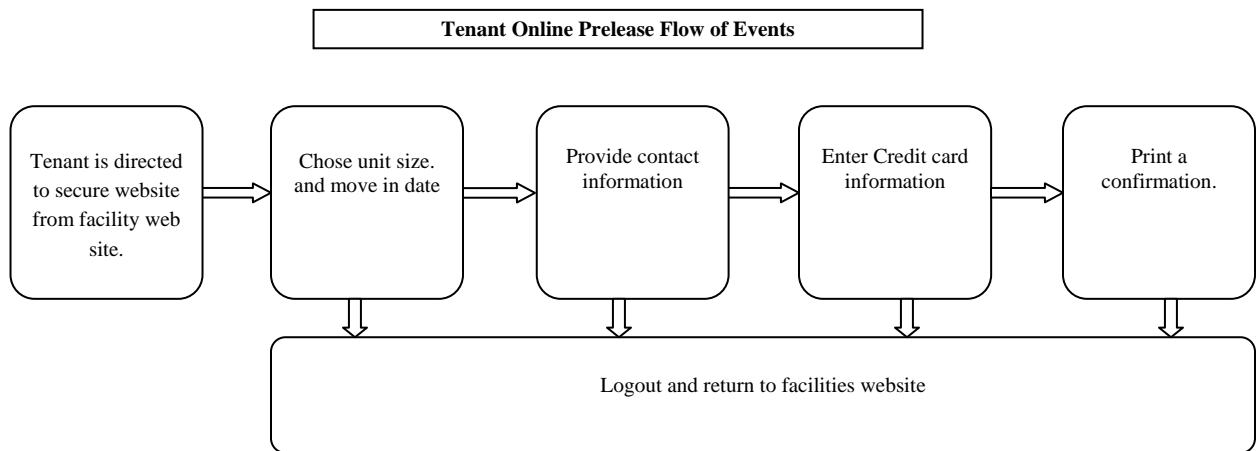 Tenant Online Prelease Flow of Events
Tenant is directed
to secure website
from facility web
site.
Chose unit size.
and move in date
Provide contact
information
Enter Credit card
information
Print a
confirmation.
Logout and return to facilities website